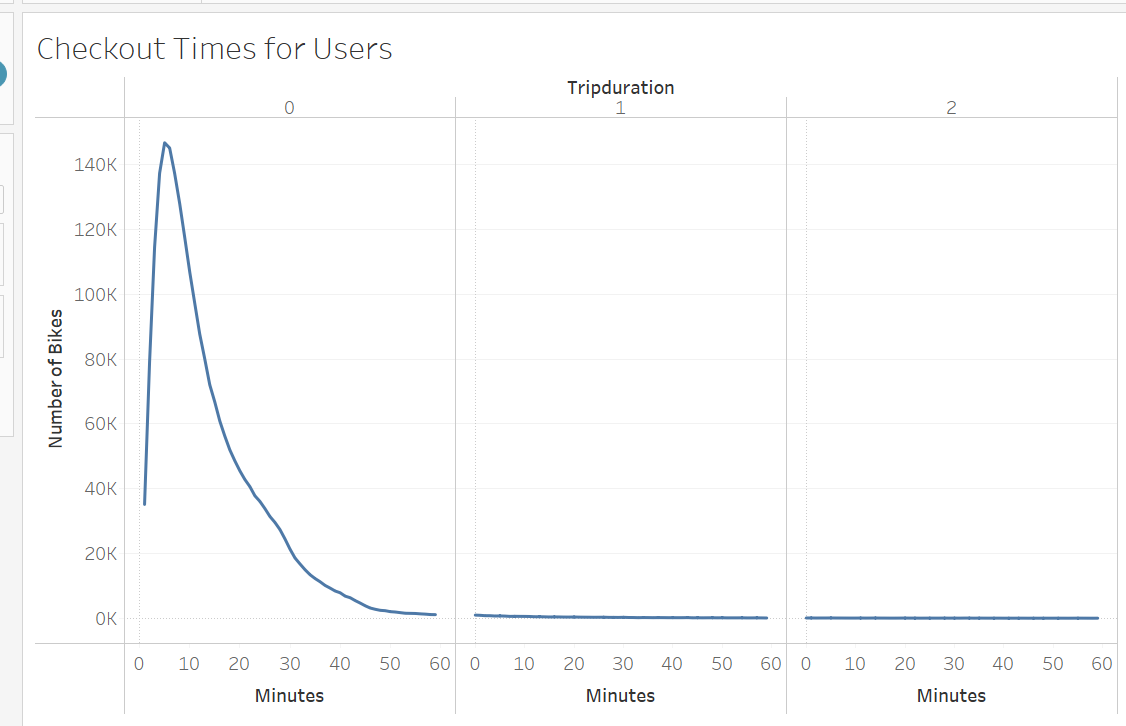 Checkout Times for Users
Tripduration
0 1 2
Number of Bikes
140K
120K
100K
80K
60K
40K
20K
0K
0 10 20 30 40 50 60 0 10 20 30 40 50 60 0 10 20 30 40 50 60
Minutes Minutes Minutes